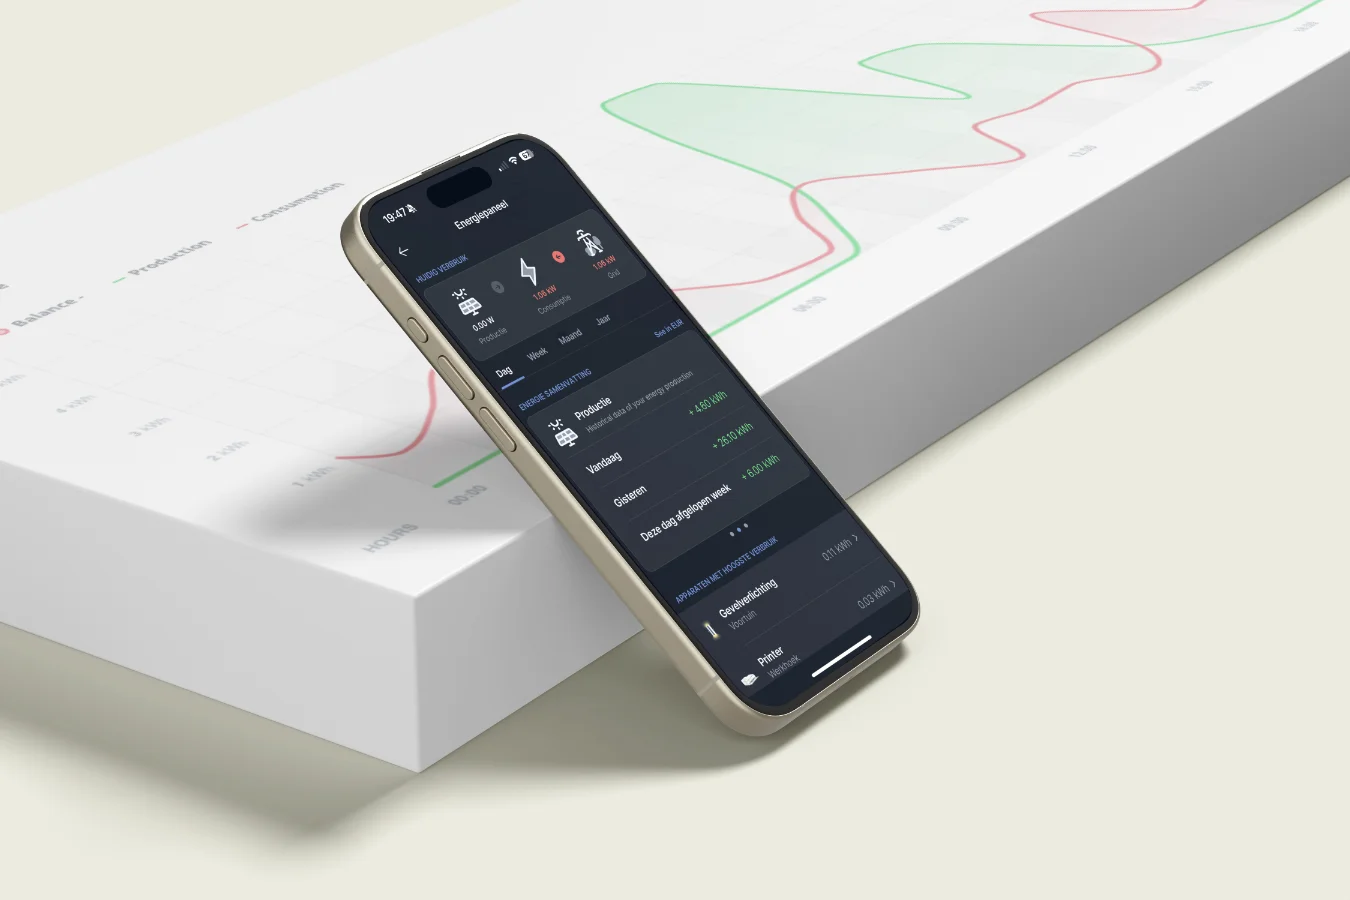 19:47
57
Energiepaneel
HUIDIG VERBRUIK
0.00 W
Productie
1.06 kW
Consumptie
1.06 kW
Grid
Dag
Week
Maand
Jaar
ENERGIE SAMENVATTING
See in EUR
Productie
Historical data of your energy production
Vandaag
+ 4.60 kWh
Gisteren
+ 26.10 kWh
Deze dag afgelopen week
+ 6.00 kWh
APPARATEN MET HOOGSTE VERBRUIK
Gevelverlichting
Voortuin
0.11 kWh
Printer
Werkhoek
0.03 kWh
Balance
Production
Consumption
4 kWh
3 kWh
2 kWh
1 kWh
HOURS
00:00
06:00
09:00
12:00